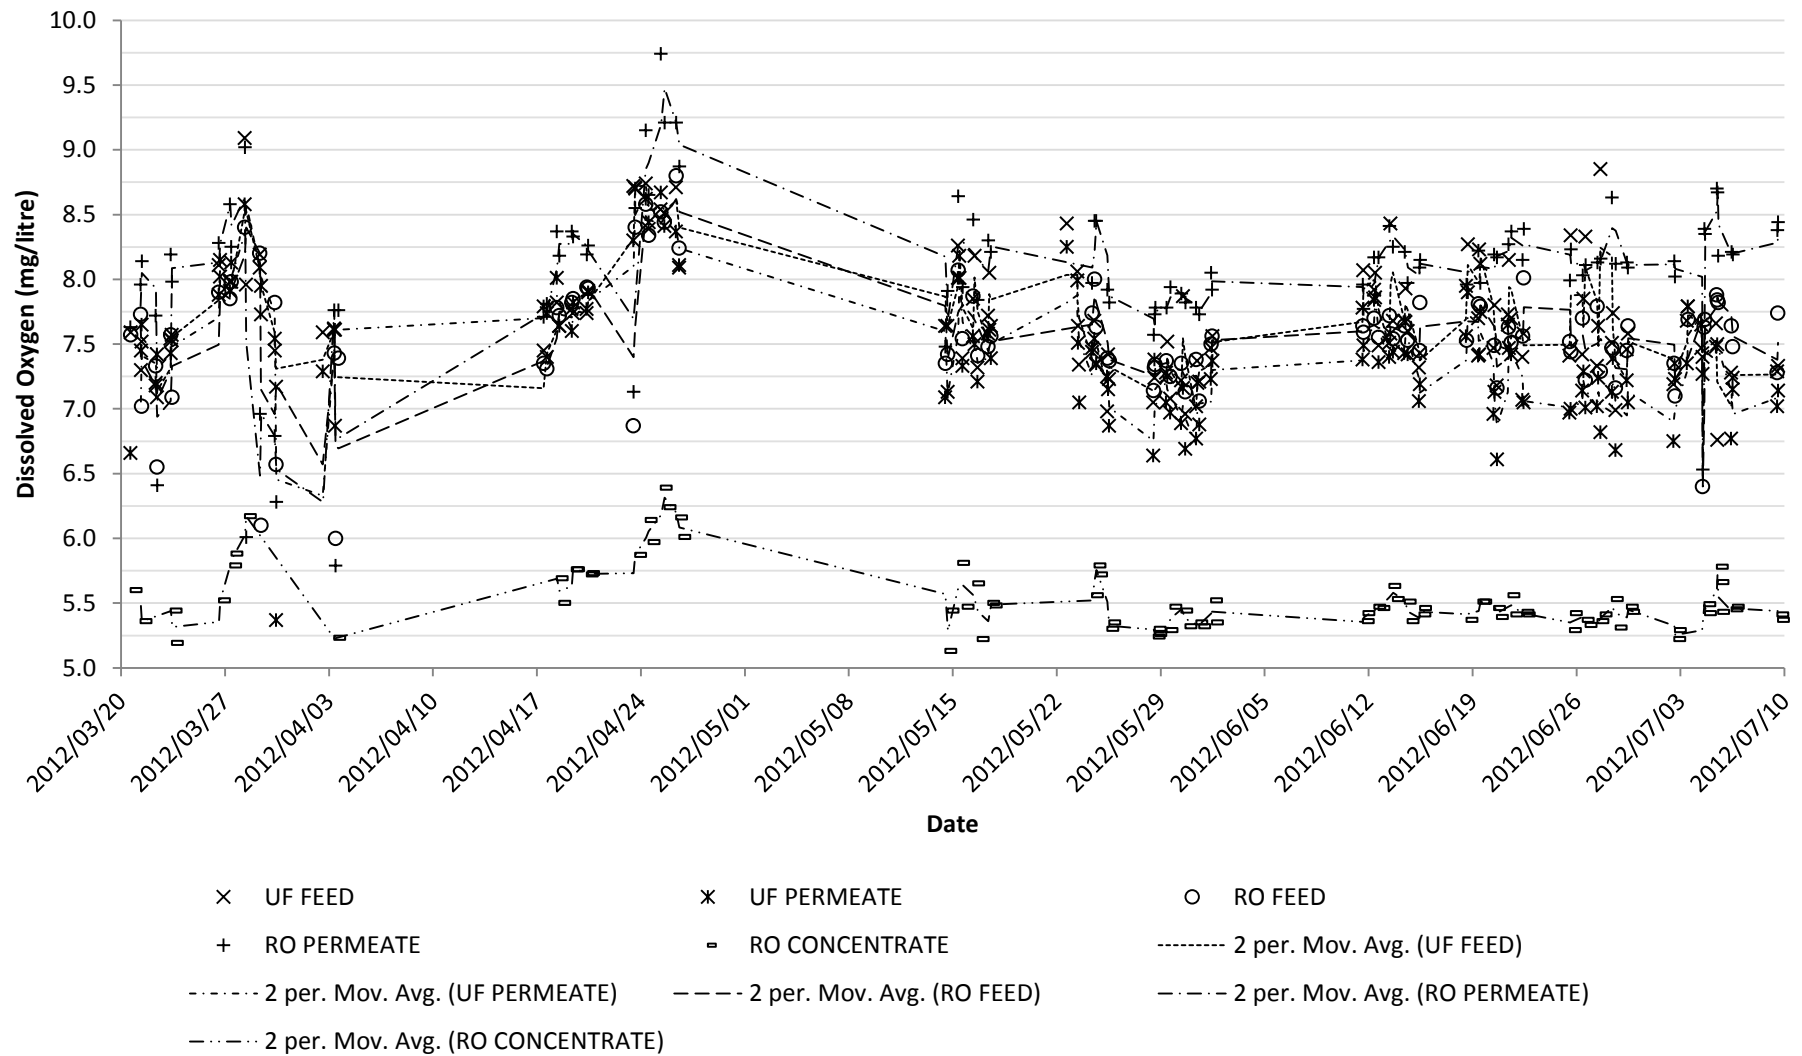 10.0
9.5
9.0
8.5
8.0
7.5
7.0
6.5
6.0
5.5
5.0
Dissolved Oxygen (mg/litre)
2012/03/20
2012/03/27
2012/04/03
2012/04/10
2012/04/17
2012/04/24
2012/05/01
2012/05/08
2012/05/15
2012/05/22
2012/05/29
2012/06/05
2012/06/12
2012/06/19
2012/06/26
2012/07/03
2012/07/10
Date
UF FEED
UF PERMEATE
RO FEED
RO PERMEATE
RO CONCENTRATE
2 per. Mov. Avg. (UF FEED)
2 per. Mov. Avg. (UF PERMEATE)
2 per. Mov. Avg. (RO FEED)
2 per. Mov. Avg. (RO PERMEATE)
2 per. Mov. Avg. (RO CONCENTRATE)